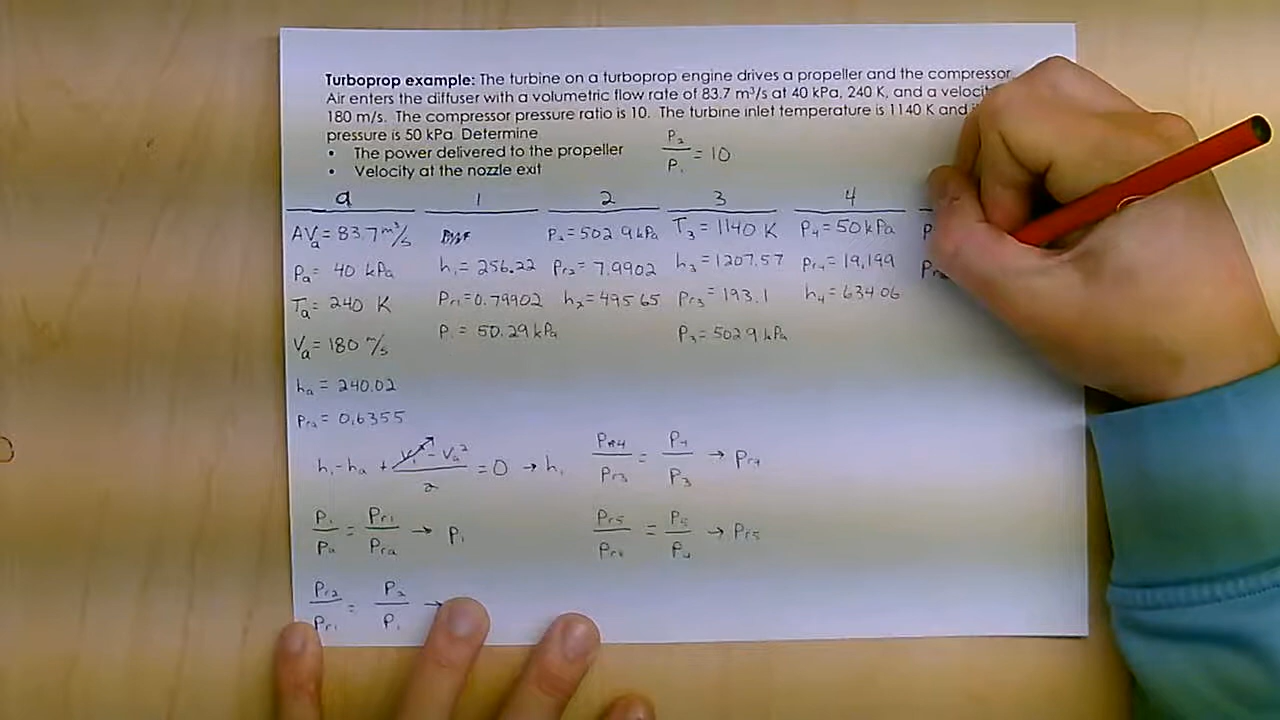 Turboprop example: The turbine on a turboprop engine drives a propeller and the compressor.
Air enters the diffuser with a volumetric flow rate of 83.7 m³/s at 40 kPa, 240 K, and a
180 m/s. The compressor pressure ratio is 10. The turbine inlet temperature is 1140 K and
pressure is 50 kPa. Determine
• The power delivered to the propeller
• Velocity at the nozzle exit
P₂/P₁ = 10
a 1 2 3 4
AVₐ = 83.7 m³/s P₂ = 502.9 kPa T₃ = 1140 K P₄ = 50 kPa
Pₐ = 40 kPa h₁ = 256.22 Pr₂ = 7.9902 h₃ = 1207.57 Pr₄ = 19.199
Tₐ = 240 K Pr₁ = 0.79902 h₂ = 495.65 Pr₃ = 193.1 h₄ = 634.06
Vₐ = 180 m/s P₁ = 50.29 kPa P₃ = 502.9 kPa
hₐ = 240.02
Prₐ = 0.6355
h₁ - hₐ + (V₁² - Vₐ²)/2 = 0 → h₁ Pr₄/Pr₃ = P₄/P₃ → Pr₄
P₁/Pₐ = Pr₁/Prₐ → P₁ Pr₅/Pr₄ = P₅/P₄ → Pr₅
Pr₂/Pr₁ = P₂/P₁ →